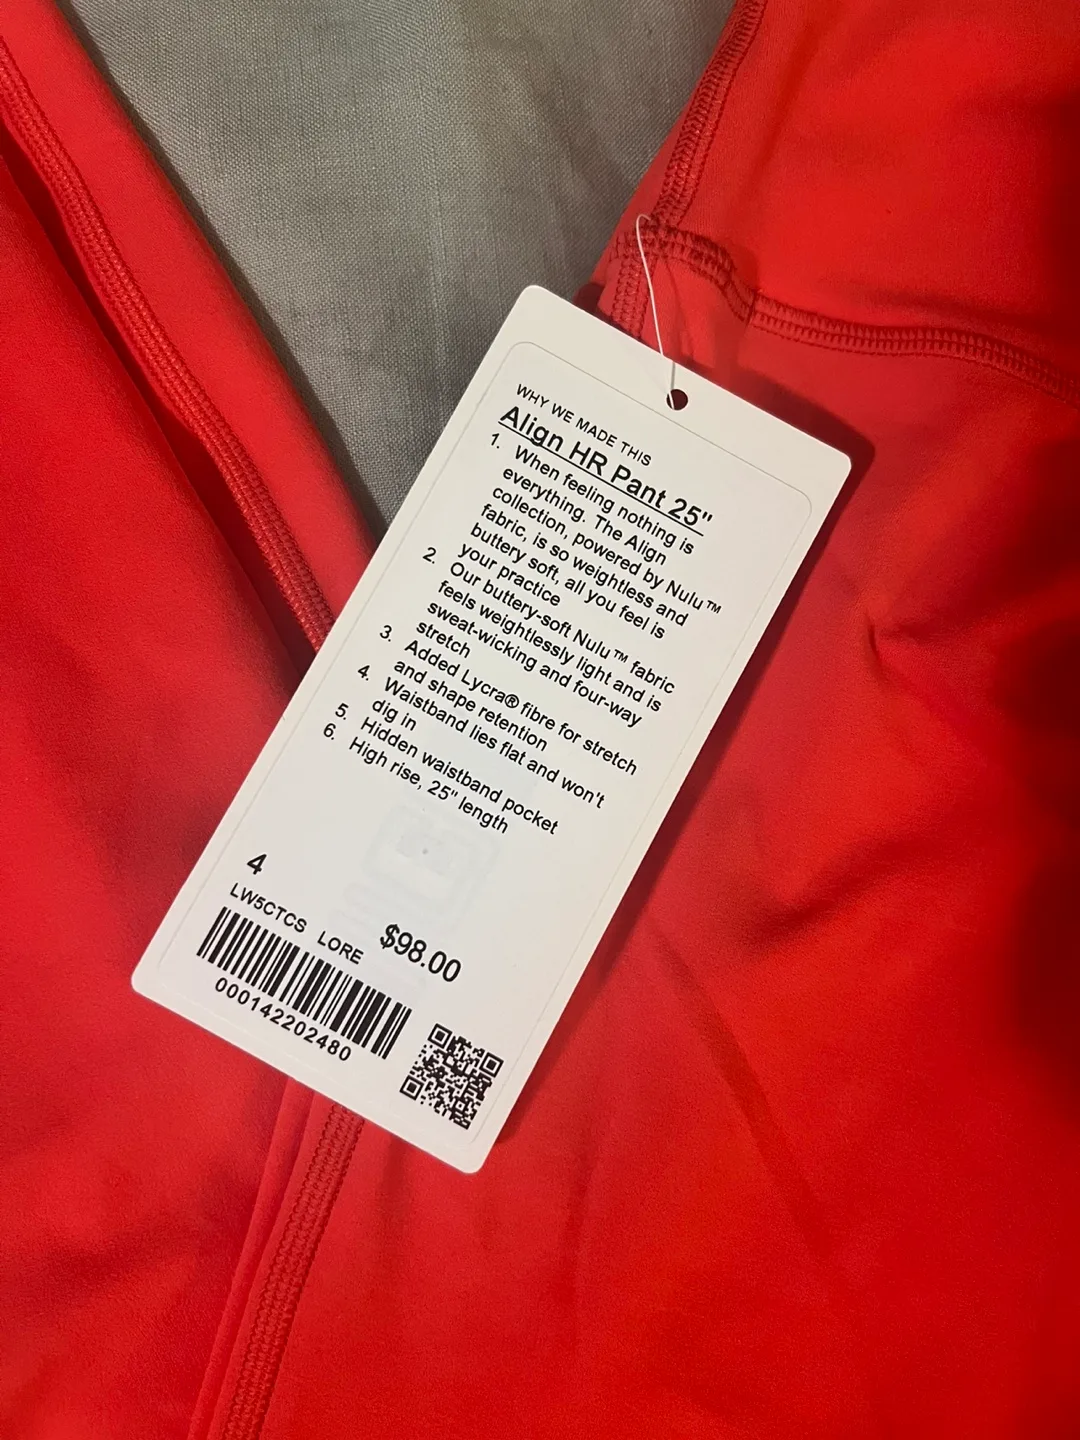 WHY WE MADE THIS
Align HR Pant 25"
1. When feeling nothing is
everything. The Align
collection, powered by Nulu™
fabric, is so weightless and
buttery soft, all you feel is
your practice
2. Our buttery-soft Nulu™ fabric
feels weightlessly light and is
sweat-wicking and four-way
stretch
3. Added Lycra® fibre for stretch
and shape retention
4. Waistband lies flat and won't
dig in
5. Hidden waistband pocket
6. High rise, 25" length
4
LW5CTCS LORE
$98.00
000142202480